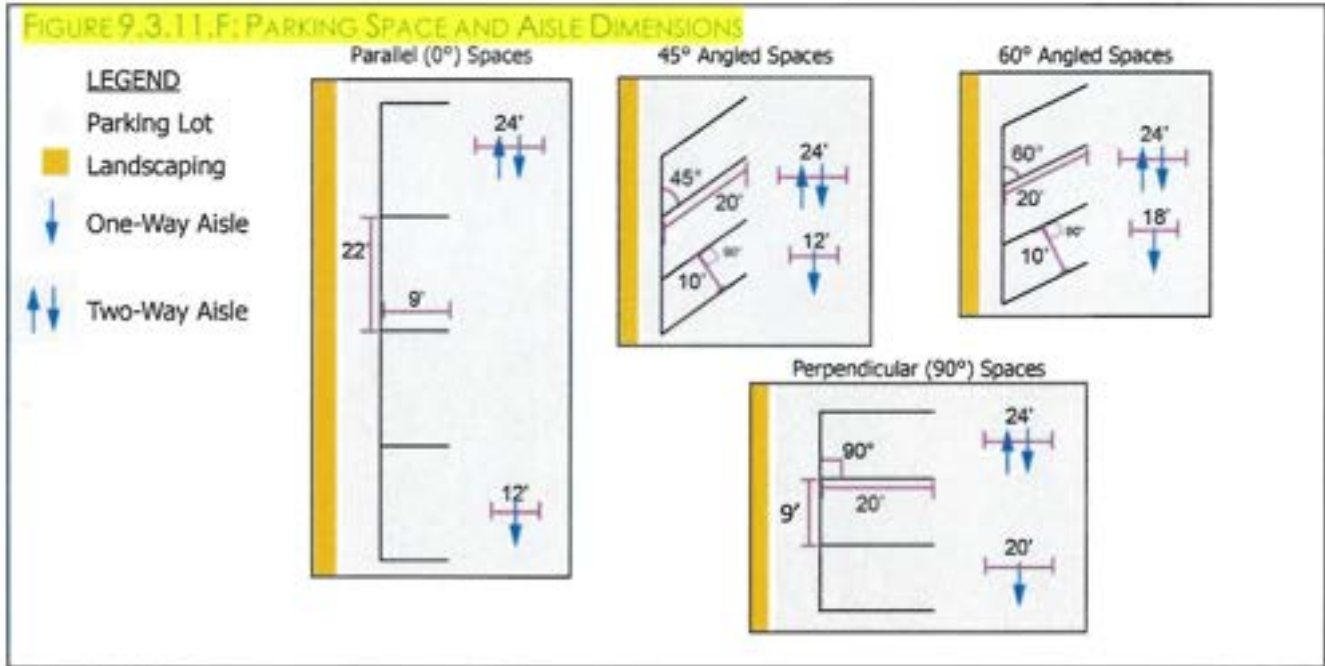 FIGURE 9.3.11.F: PARKING SPACE AND AISLE DIMENSIONS
LEGEND
Parking Lot
Landscaping
One-Way Aisle
Two-Way Aisle
Parallel (0°) Spaces
24'
22'
9'
12'
45° Angled Spaces
45°
20'
24'
12'
90°
10'
60° Angled Spaces
60°
20'
24'
18'
90°
10'
Perpendicular (90°) Spaces
90°
24'
20'
9'
20'